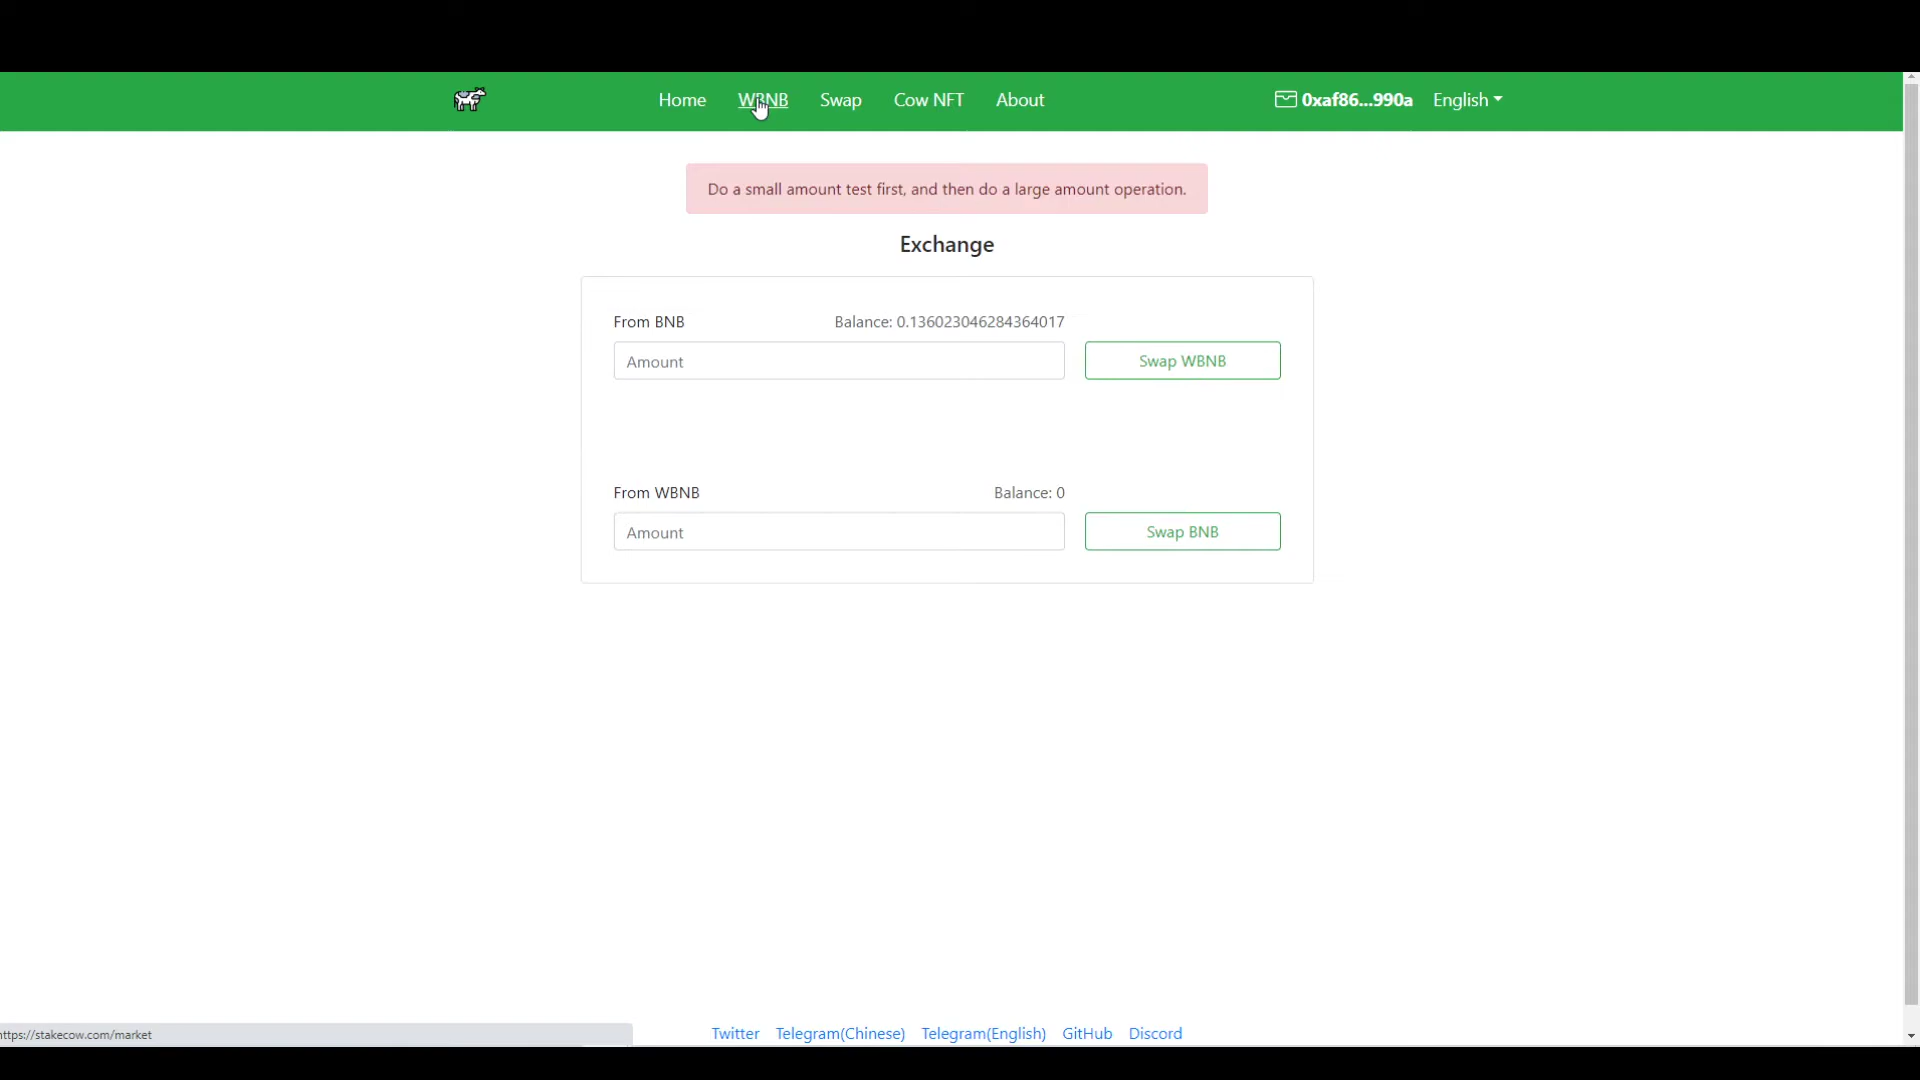 Home WBNB Swap Cow NFT About 0xaf86...990a English
Do a small amount test first, and then do a large amount operation.
Exchange
From BNB Balance: 0.136023046284364017
Amount Swap WBNB
From WBNB Balance: 0
Amount Swap BNB
Twitter Telegram(Chinese) Telegram(English) GitHub Discord
ttps://stakecow.com/market